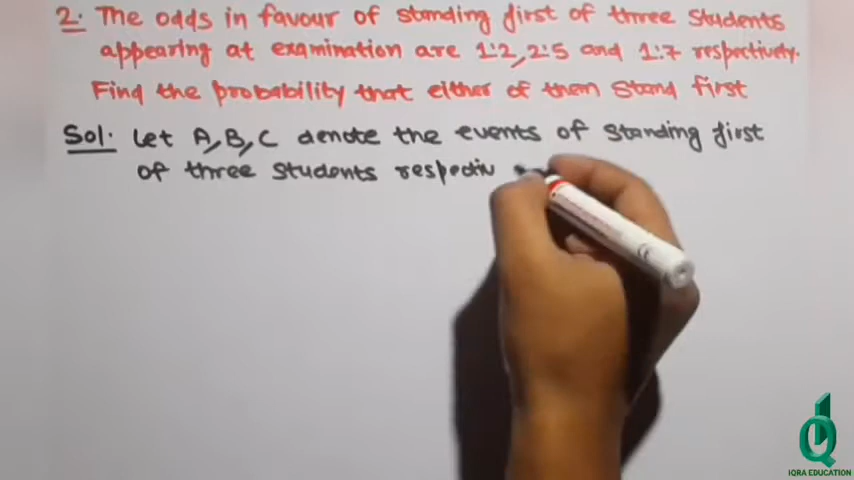 2. The odds in favour of standing first of three students
appearing at examination are 1:2, 2:5 and 1:7 respectively.
Find the probability that either of them stand first
Sol. Let A, B, C denote the events of standing first
of three students respectiv
IQRA EDUCATION